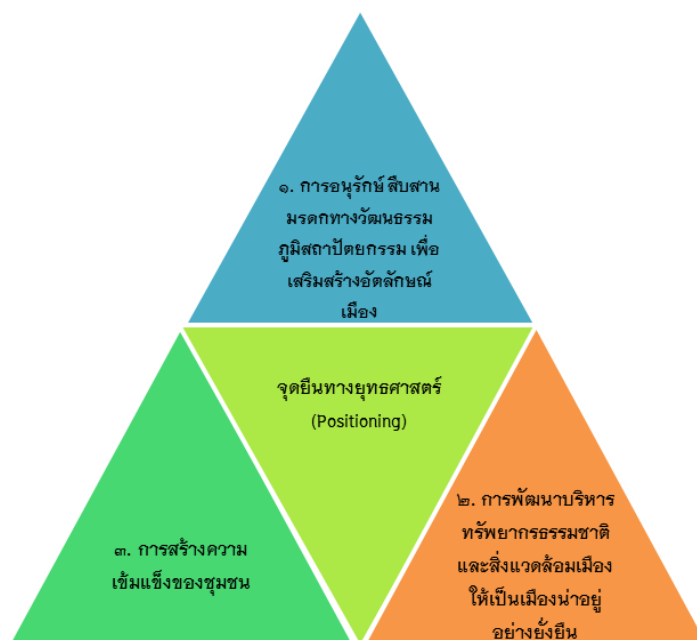 ๑. การอนุรักษ์ สืบสาน
มรดกทางวัฒนธรรม
ภูมิสถาปัตยกรรม เพื่อ
เสริมสร้างอัตลักษณ์
เมือง
จุดยืนทางยุทธศาสตร์
(Positioning)
๒. การพัฒนาบริหาร
ทรัพยากรธรรมชาติ
และสิ่งแวดล้อมเมือง
ให้เป็นเมืองน่าอยู่
อย่างยั่งยืน
๓. การสร้างความ
เข้มแข็งของชุมชน